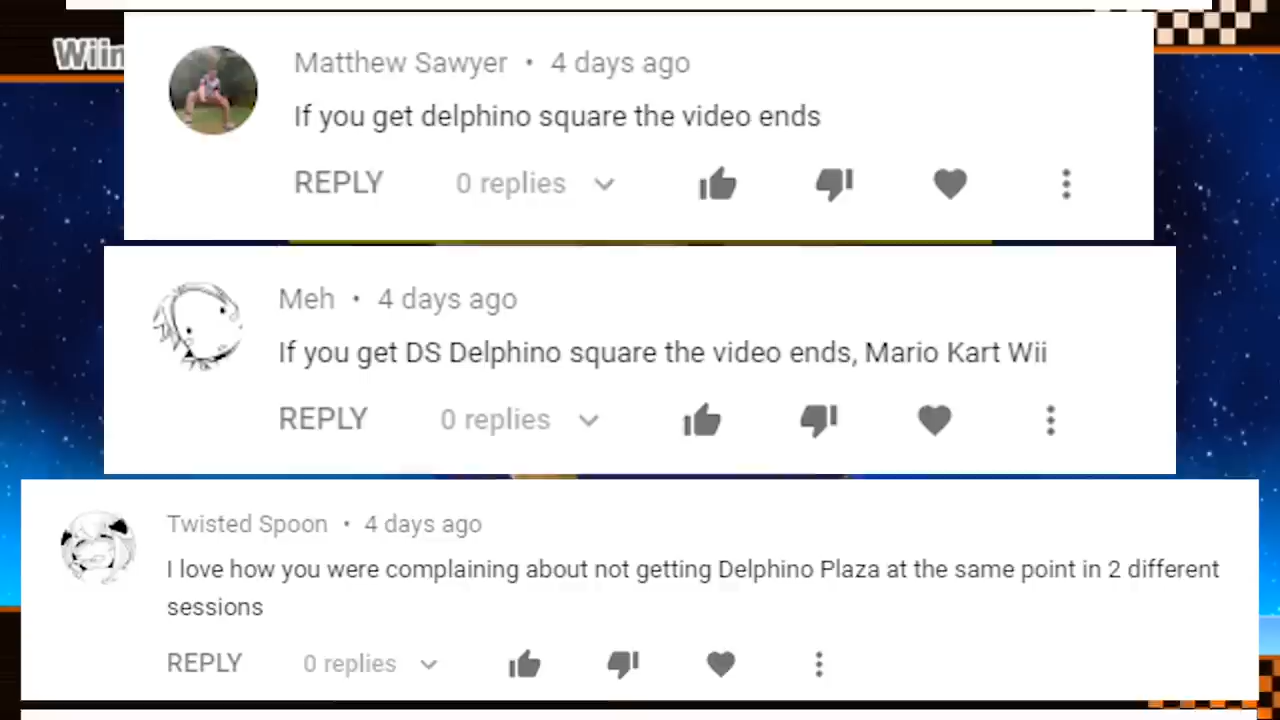 Wiin
Matthew Sawyer • 4 days ago
If you get delphino square the video ends
REPLY 0 replies
Meh • 4 days ago
If you get DS Delphino square the video ends, Mario Kart Wii
REPLY 0 replies
Twisted Spoon • 4 days ago
I love how you were complaining about not getting Delphino Plaza at the same point in 2 different
sessions
REPLY 0 replies